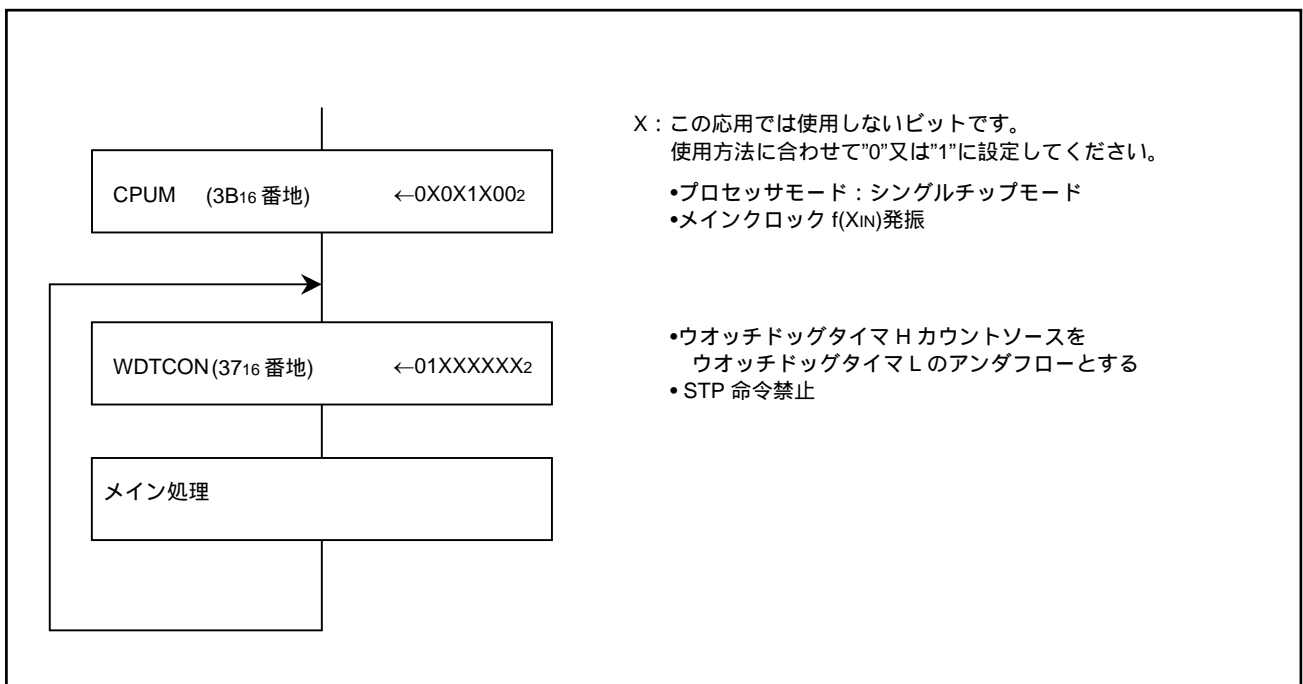 X：この応用では使用しないビットです。
使用方法に合わせて"0"又は"1"に設定してください。
CPUM (3B16 番地) ←0X0X1X002
•プロセッサモード：シングルチップモード
•メインクロック f(XIN)発振
WDTCON(3716 番地) ←01XXXXXX2
•ウオッチドッグタイマ H カウントソースを
ウオッチドッグタイマ L のアンダフローとする
• STP 命令禁止
メイン処理